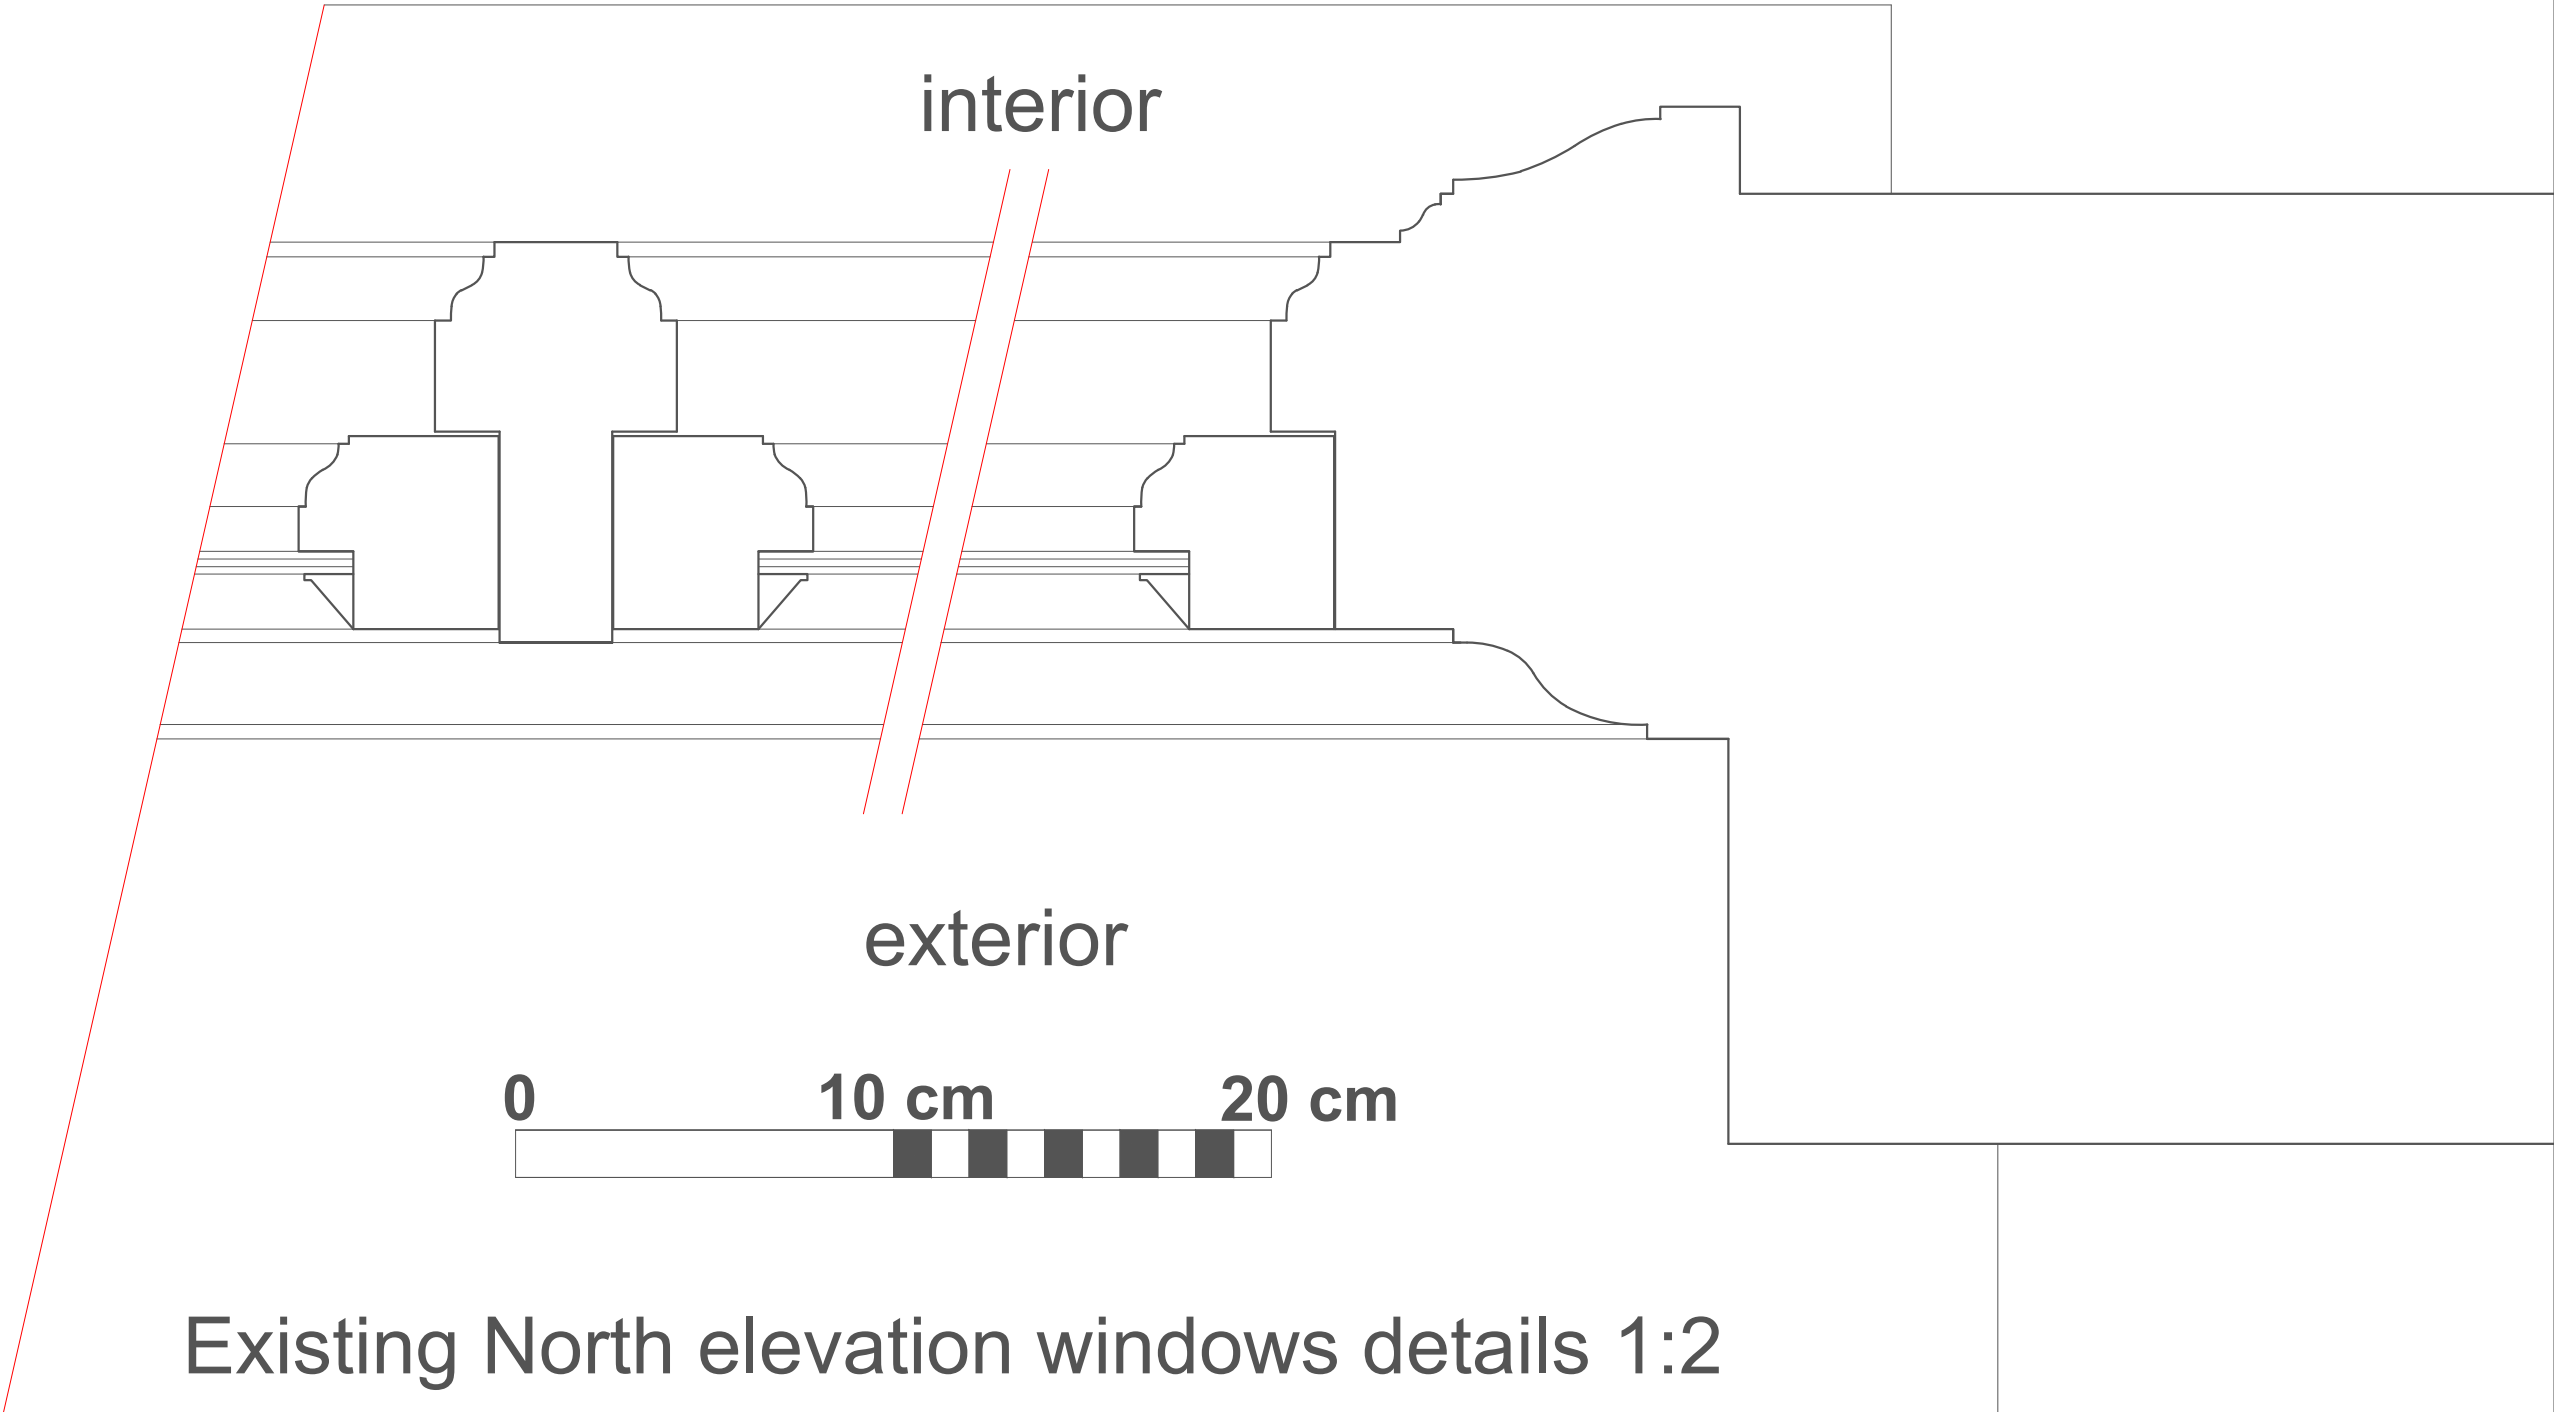 interior
exterior
0 10 cm 20 cm
Existing North elevation windows details 1:2